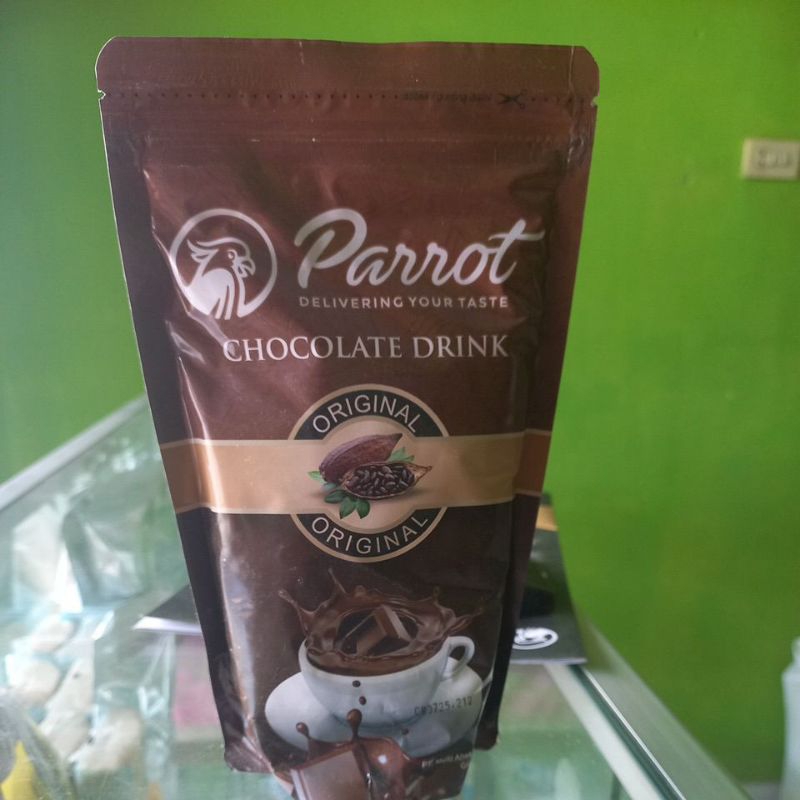 Parrot
DELIVERING YOUR TASTE
CHOCOLATE DRINK
ORIGINAL
ORIGINAL